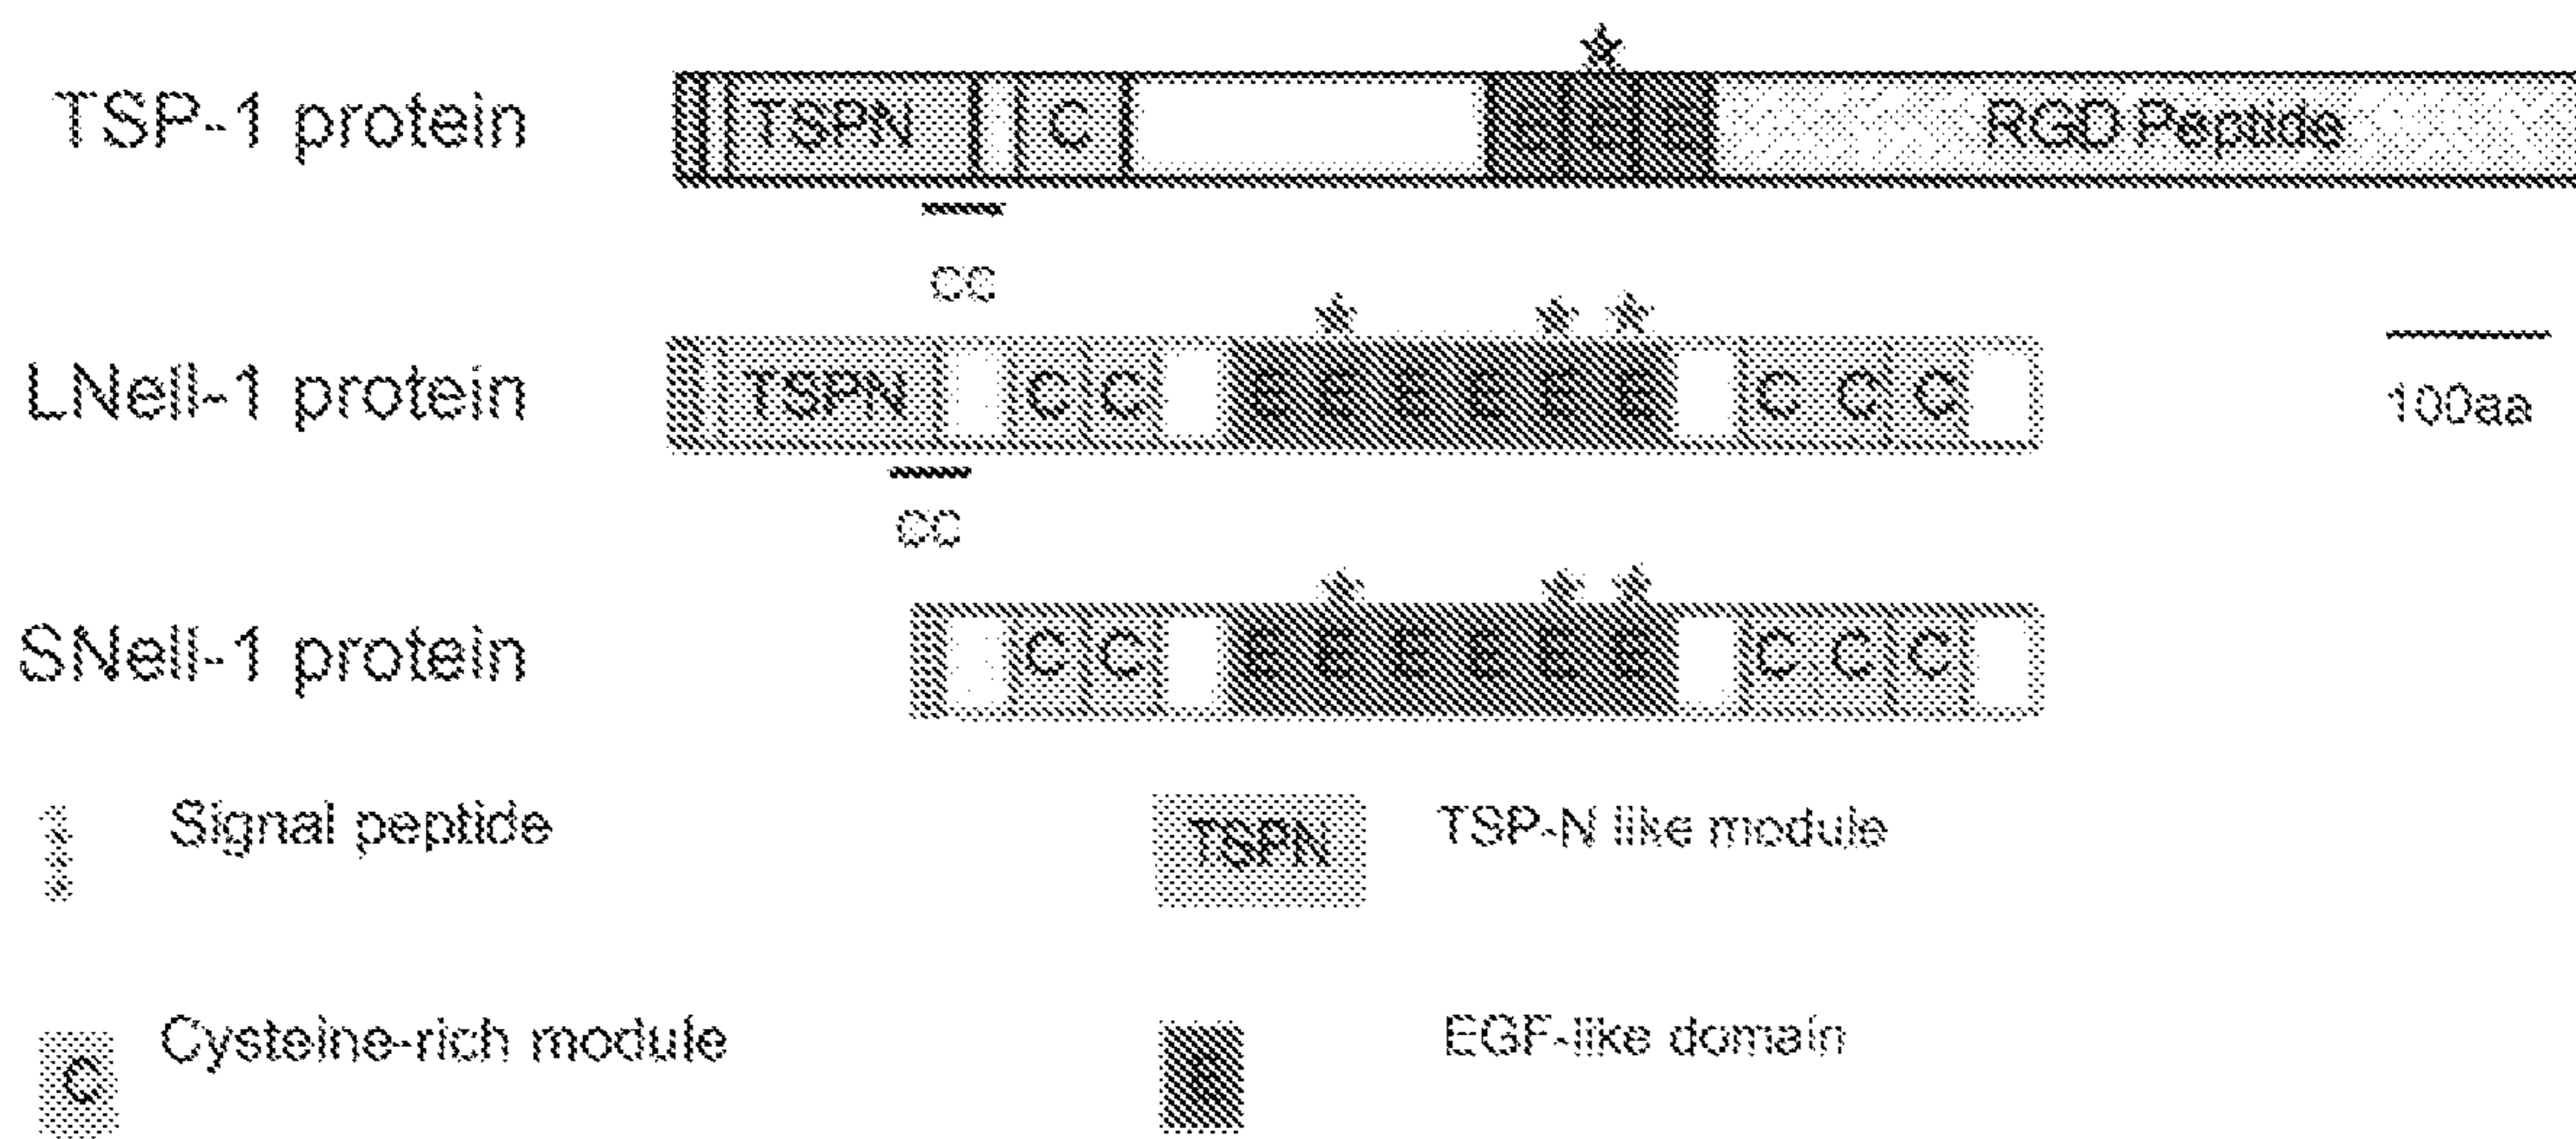 TSP-1 protein TSPN C E E E RGD Peptide
CC
LNell-1 protein TSPN C C E E E E E E C C C
100aa
CC
SNell-1 protein C C E E E E E E C C C
Signal peptide
TSPN TSP-N like module
C Cysteine-rich module
E EGF-like domain